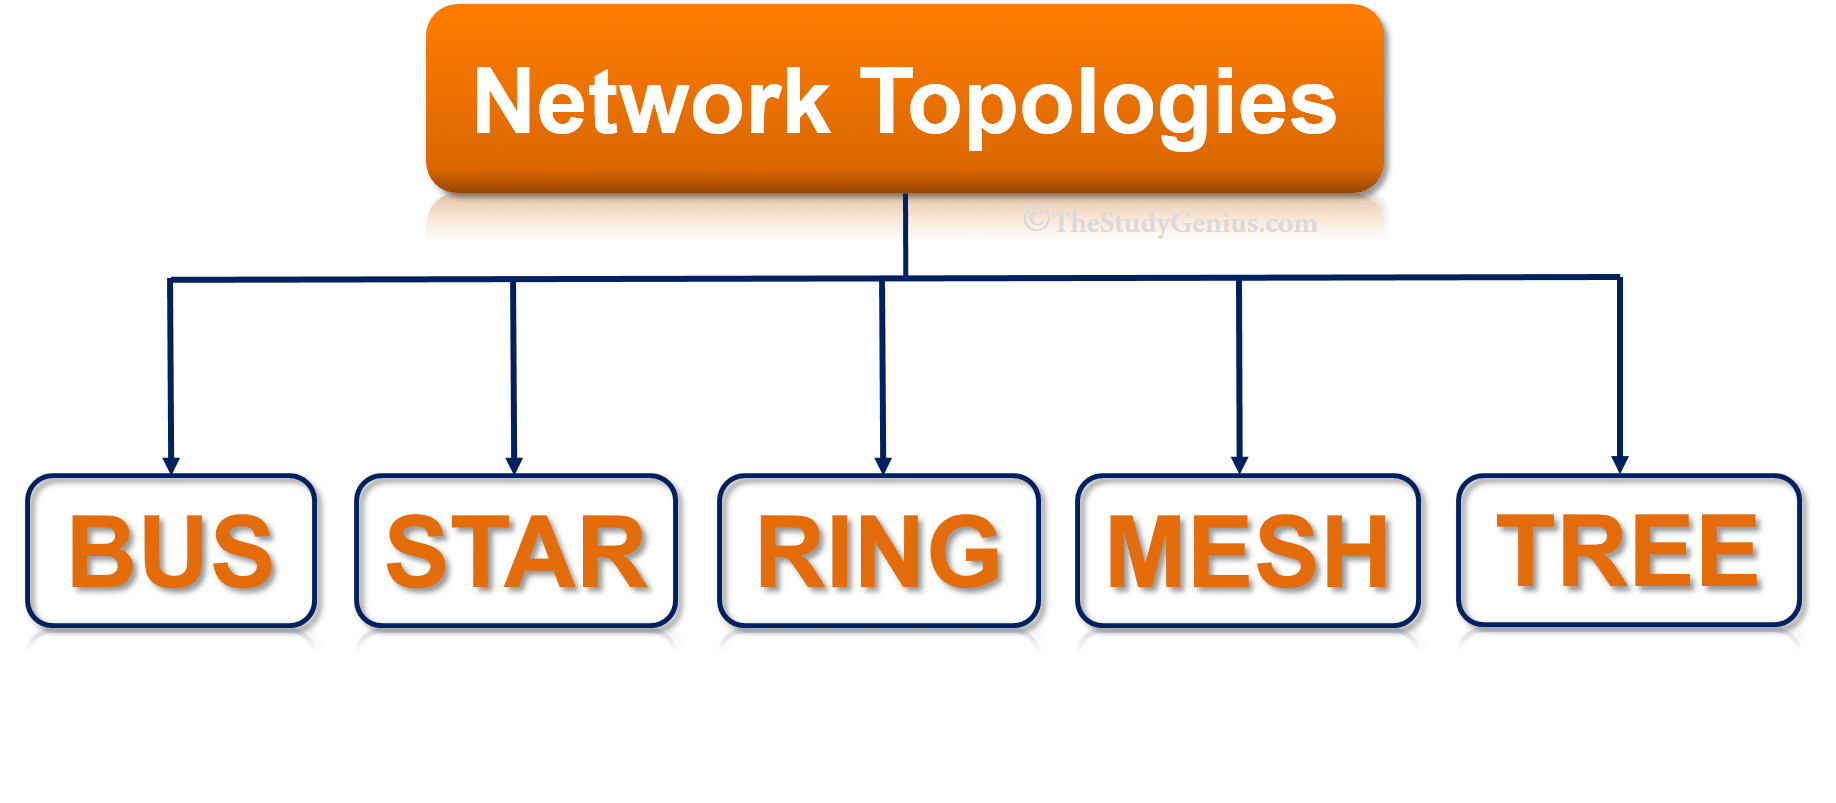 Network Topologies
©TheStudyGenius.com
BUS
STAR
RING
MESH
TREE